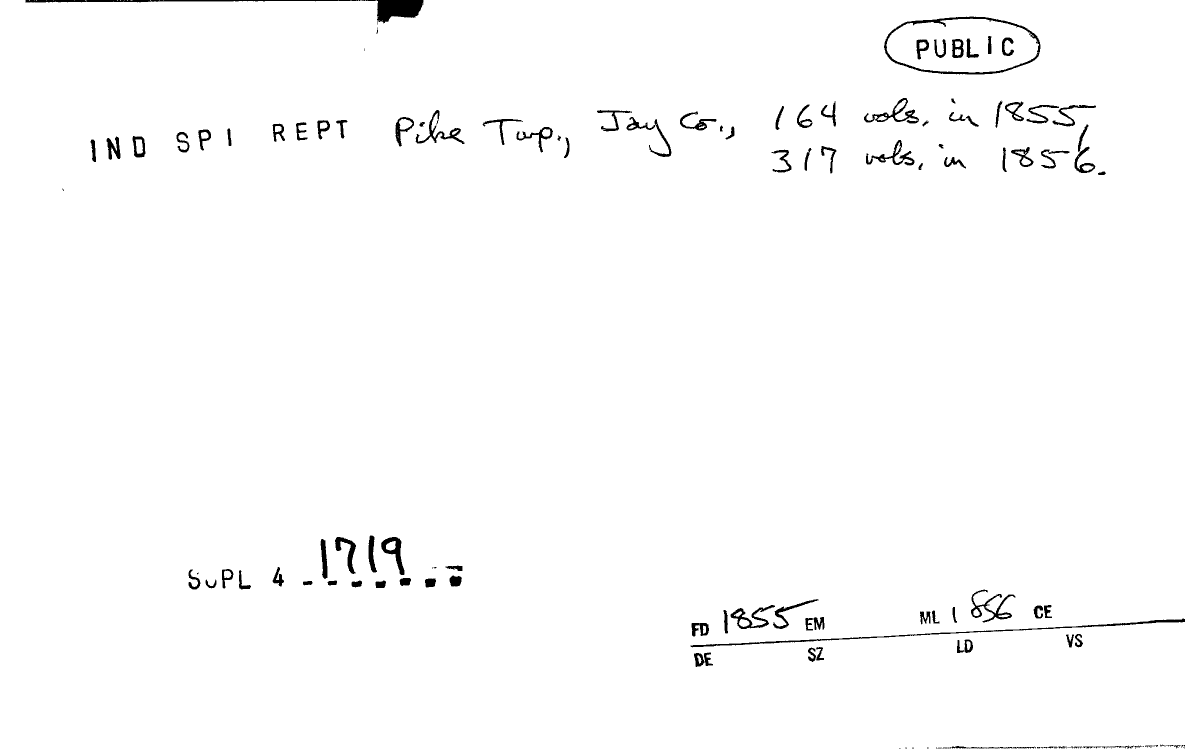 PUBLIC
IND SPI REPT Pike Twp., Jay Co., 164 vols. in 1855,
317 vols. in 1856.
SUPL 4 1719
FD 1855 EM ML 1856 CE
DE SZ LD VS